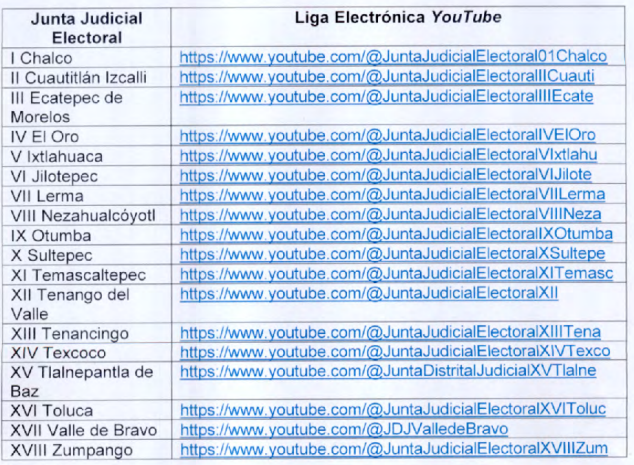 Junta Judicial Liga Electrónica YouTube
Electoral
I Chalco https://www.youtube.com/@JuntaJudicialElectoral01Chalco
II Cuautitlán Izcalli https://www.youtube.com/@JuntaJudicialElectoralIICuauti
III Ecatepec de https://www.youtube.com/@JuntaJudicialElectoralIIIEcate
Morelos
IV El Oro https://www.youtube.com/@JuntaJudicialElectoralIVElOro
V Ixtlahuaca https://www.youtube.com/@JuntaJudicialElectoralVIxtlahu
VI Jilotepec https://www.youtube.com/@JuntaJudicialElectoralVIJilote
VII Lerma https://www.youtube.com/@JuntaJudicialElectoralVIILerma
VIII Nezahualcóyotl https://www.youtube.com/@JuntaJudicialElectoralVIIINeza
IX Otumba https://www.youtube.com/@JuntaJudicialElectoralIXOtumba
X Sultepec https://www.youtube.com/@JuntaJudicialElectoralXSultepe
XI Temascaltepec https://www.youtube.com/@JuntaJudicialElectoralXITemasc
XII Tenango del https://www.youtube.com/@JuntaJudicialElectoralXII
Valle
XIII Tenancingo https://www.youtube.com/@JuntaJudicialElectoralXIIITena
XIV Texcoco https://www.youtube.com/@JuntaJudicialElectoralXIVTexco
XV Tlalnepantla de https://www.youtube.com/@JuntaDistritalJudicialXVTlalne
Baz
XVI Toluca https://www.youtube.com/@JuntaJudicialElectoralXVIToluc
XVII Valle de Bravo https://www.youtube.com/@JDJValledeBravo
XVIII Zumpango https://www.youtube.com/@JuntaJudicialElectoralXVIIIZum